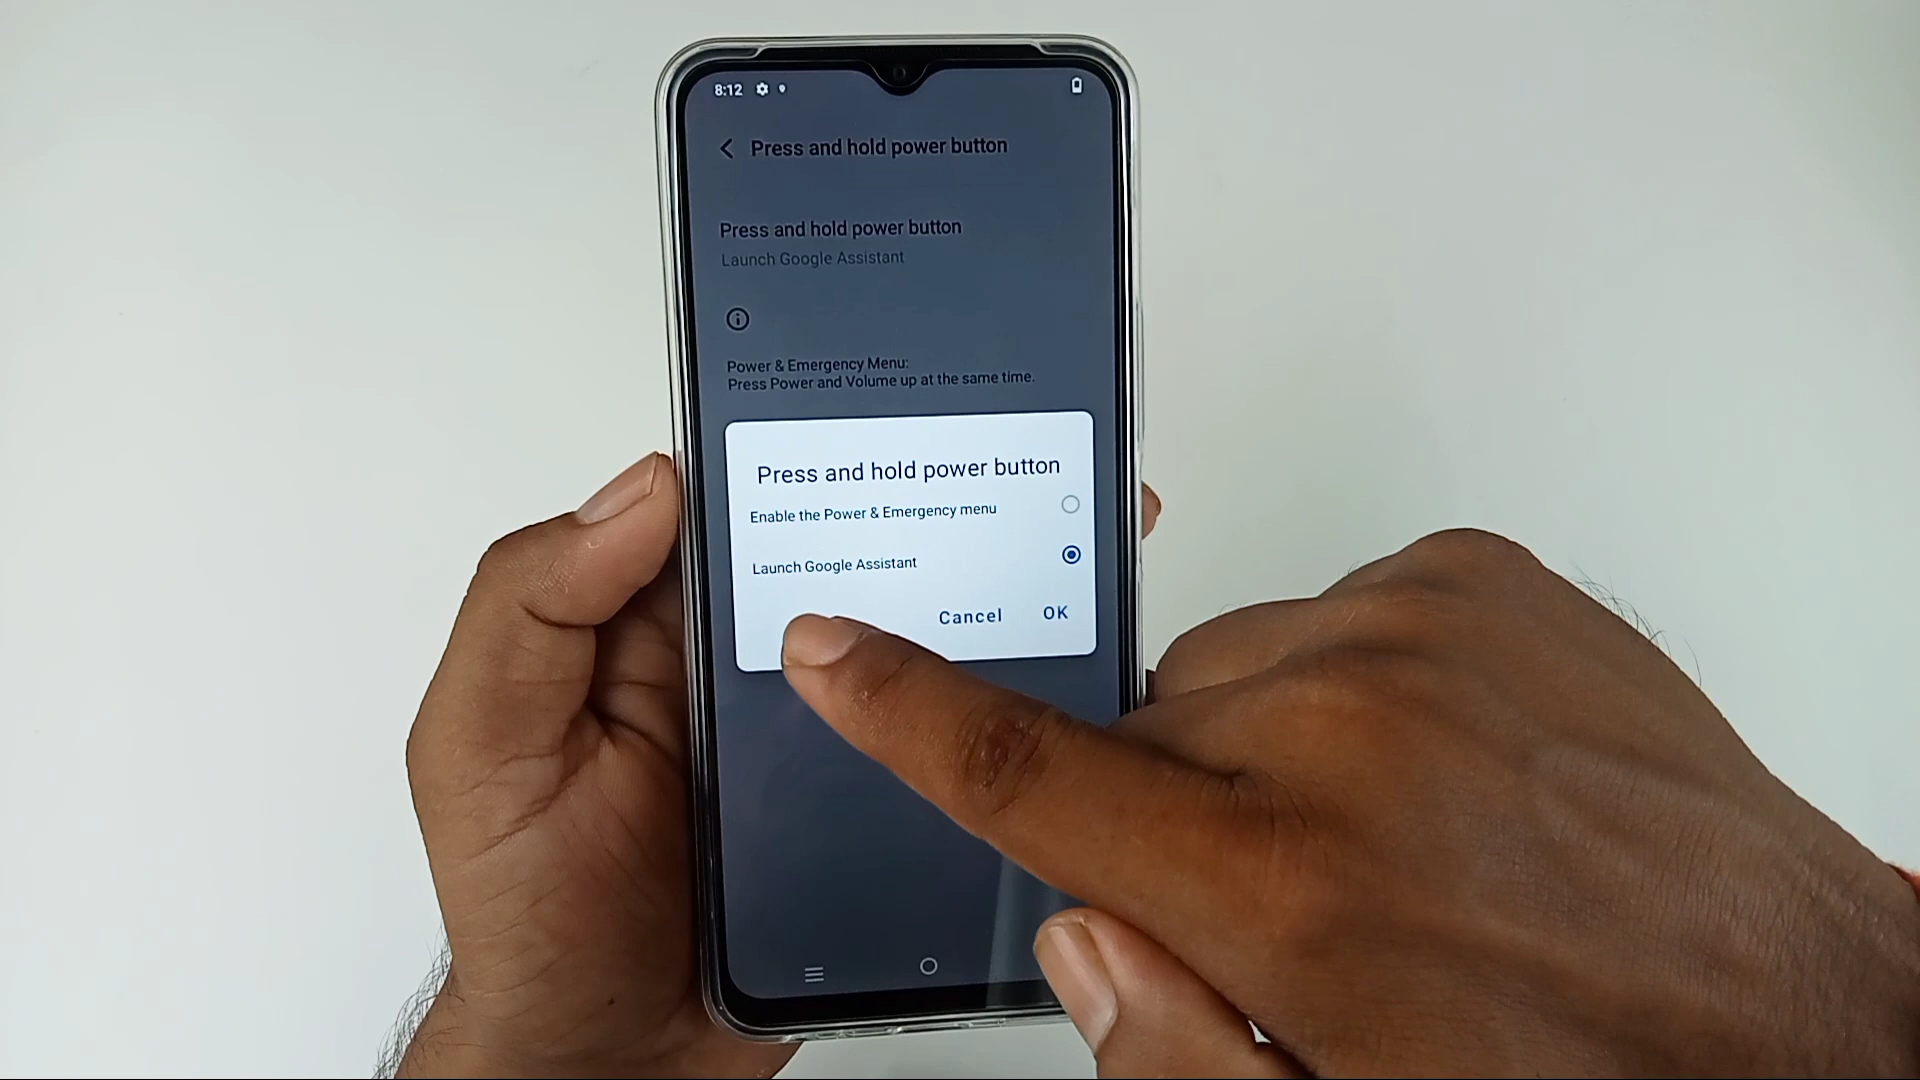 8:12
Press and hold power button
Press and hold power button
Launch Google Assistant
Power & Emergency Menu:
Press Power and Volume up at the same time.
Press and hold power button
Enable the Power & Emergency menu
Launch Google Assistant
Cancel OK